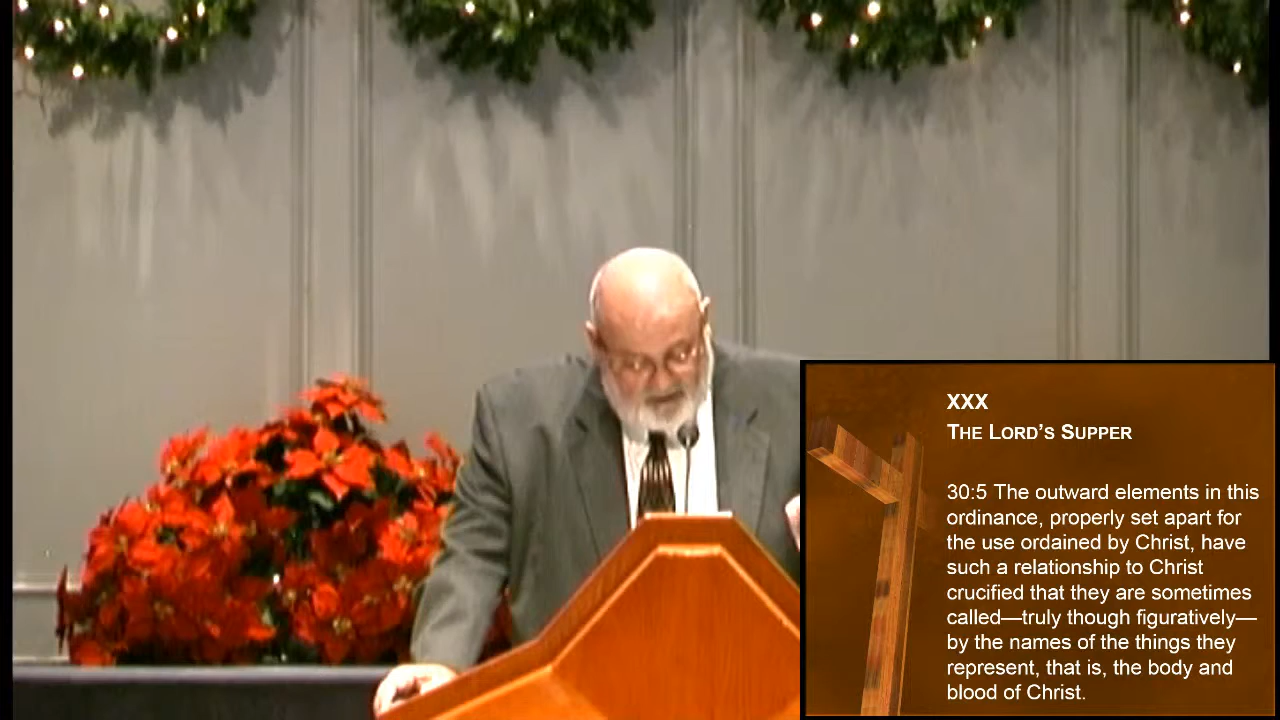 XXX
THE LORD'S SUPPER
30:5 The outward elements in this
ordinance, properly set apart for
the use ordained by Christ, have
such a relationship to Christ
crucified that they are sometimes
called—truly though figuratively—
by the names of the things they
represent, that is, the body and
blood of Christ.